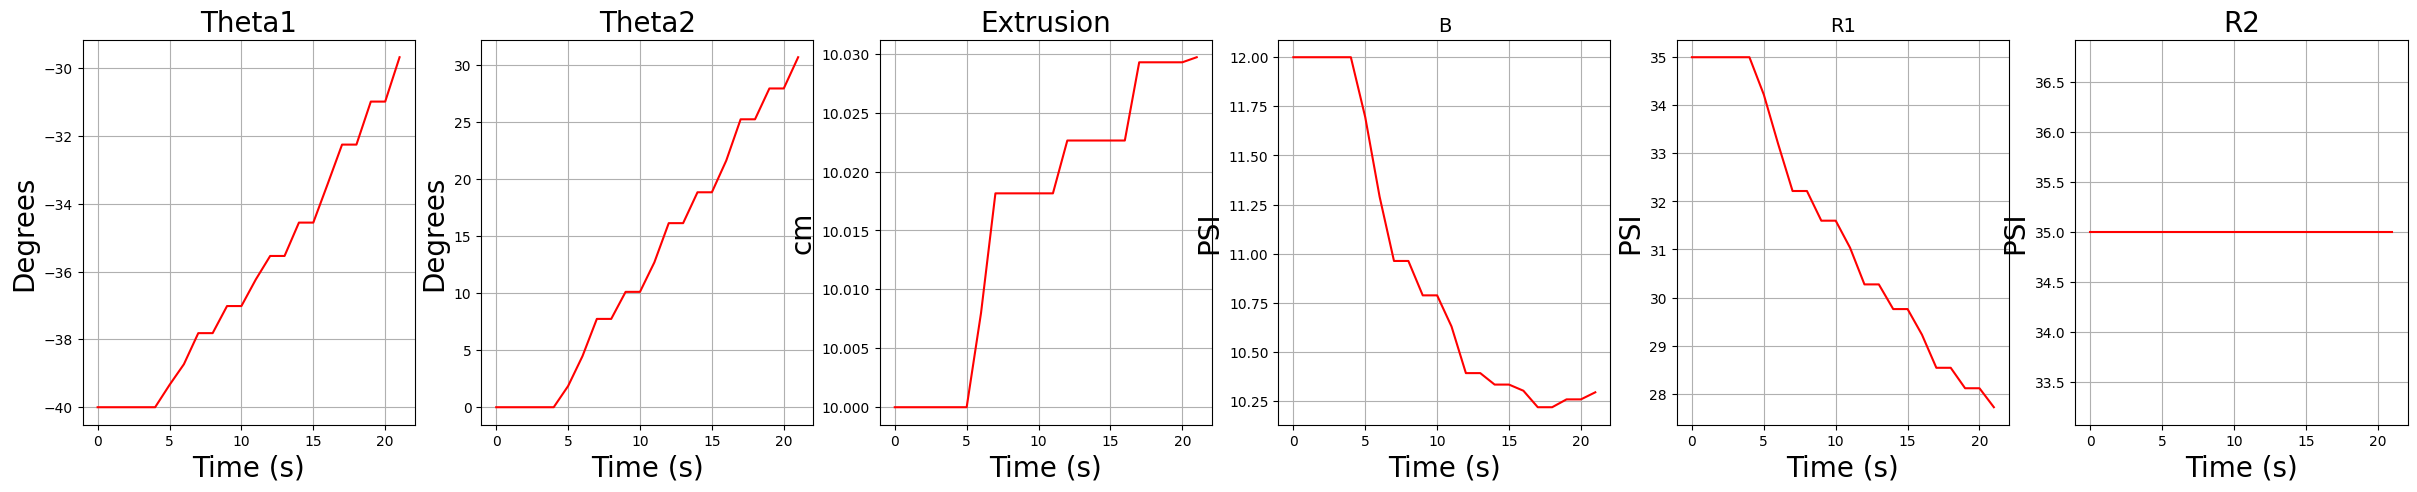 Theta1
Degrees
−30
−32
−34
−36
−38
−40
0 5 10 15 20
Time (s)
Theta2
Degrees
30
25
20
15
10
5
0
0 5 10 15 20
Time (s)
Extrusion
cm
10.030
10.025
10.020
10.015
10.010
10.005
10.000
0 5 10 15 20
Time (s)
B
PSI
12.00
11.75
11.50
11.25
11.00
10.75
10.50
10.25
0 5 10 15 20
Time (s)
R1
PSI
35
34
33
32
31
30
29
28
0 5 10 15 20
Time (s)
R2
PSI
36.5
36.0
35.5
35.0
34.5
34.0
33.5
0 5 10 15 20
Time (s)